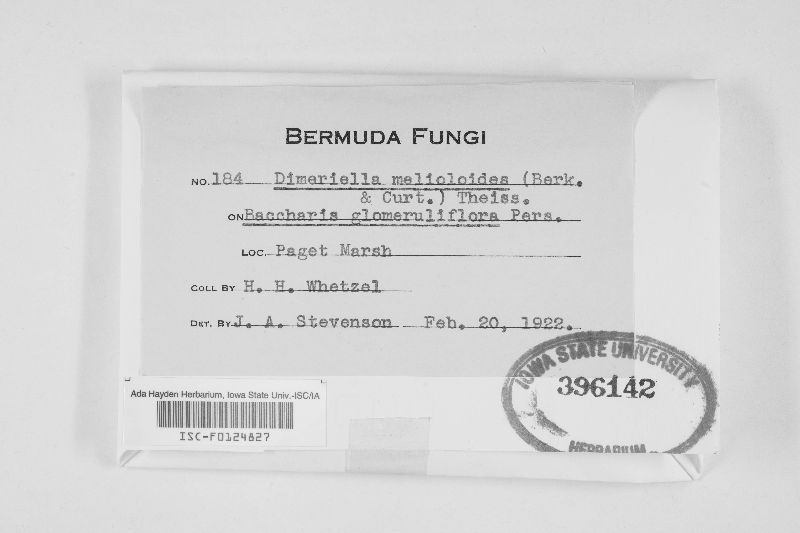 BERMUDA FUNGI
NO. 184 Dimeriella melioloides (Berk.
& Curt.) Theiss.
ON Baccharis glomeruliflora Pers.
LOC. Paget Marsh
COLL BY H. H. Whetzel
DET. BY J. A. Stevenson Feb. 20, 1922.
IOWA STATE UNIVERSITY
396142
HERBARIUM
Ada Hayden Herbarium, Iowa State Univ.-ISC/IA
ISC-F0124827